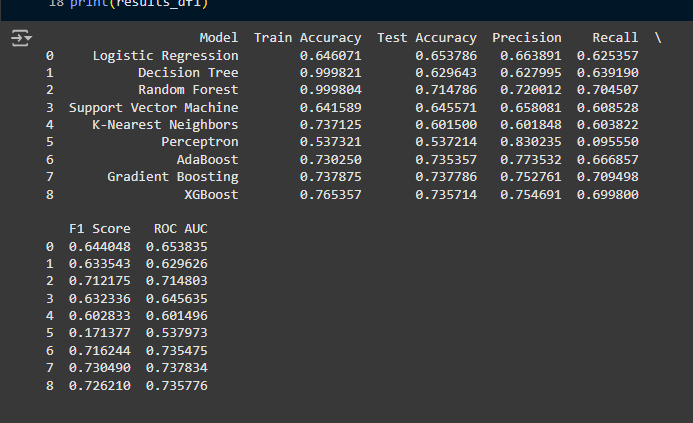 18 print(results_df1)
Model Train Accuracy Test Accuracy Precision Recall \
0 Logistic Regression 0.646071 0.653786 0.663891 0.625357
1 Decision Tree 0.999821 0.629643 0.627995 0.639190
2 Random Forest 0.999804 0.714786 0.720012 0.704507
3 Support Vector Machine 0.641589 0.645571 0.658081 0.608528
4 K-Nearest Neighbors 0.737125 0.601500 0.601848 0.603822
5 Perceptron 0.537321 0.537214 0.830235 0.095550
6 AdaBoost 0.730250 0.735357 0.773532 0.666857
7 Gradient Boosting 0.737875 0.737786 0.752761 0.709498
8 XGBoost 0.765357 0.735714 0.754691 0.699800
F1 Score ROC AUC
0 0.644048 0.653835
1 0.633543 0.629626
2 0.712175 0.714803
3 0.632336 0.645635
4 0.602833 0.601496
5 0.171377 0.537973
6 0.716244 0.735475
7 0.730490 0.737834
8 0.726210 0.735776